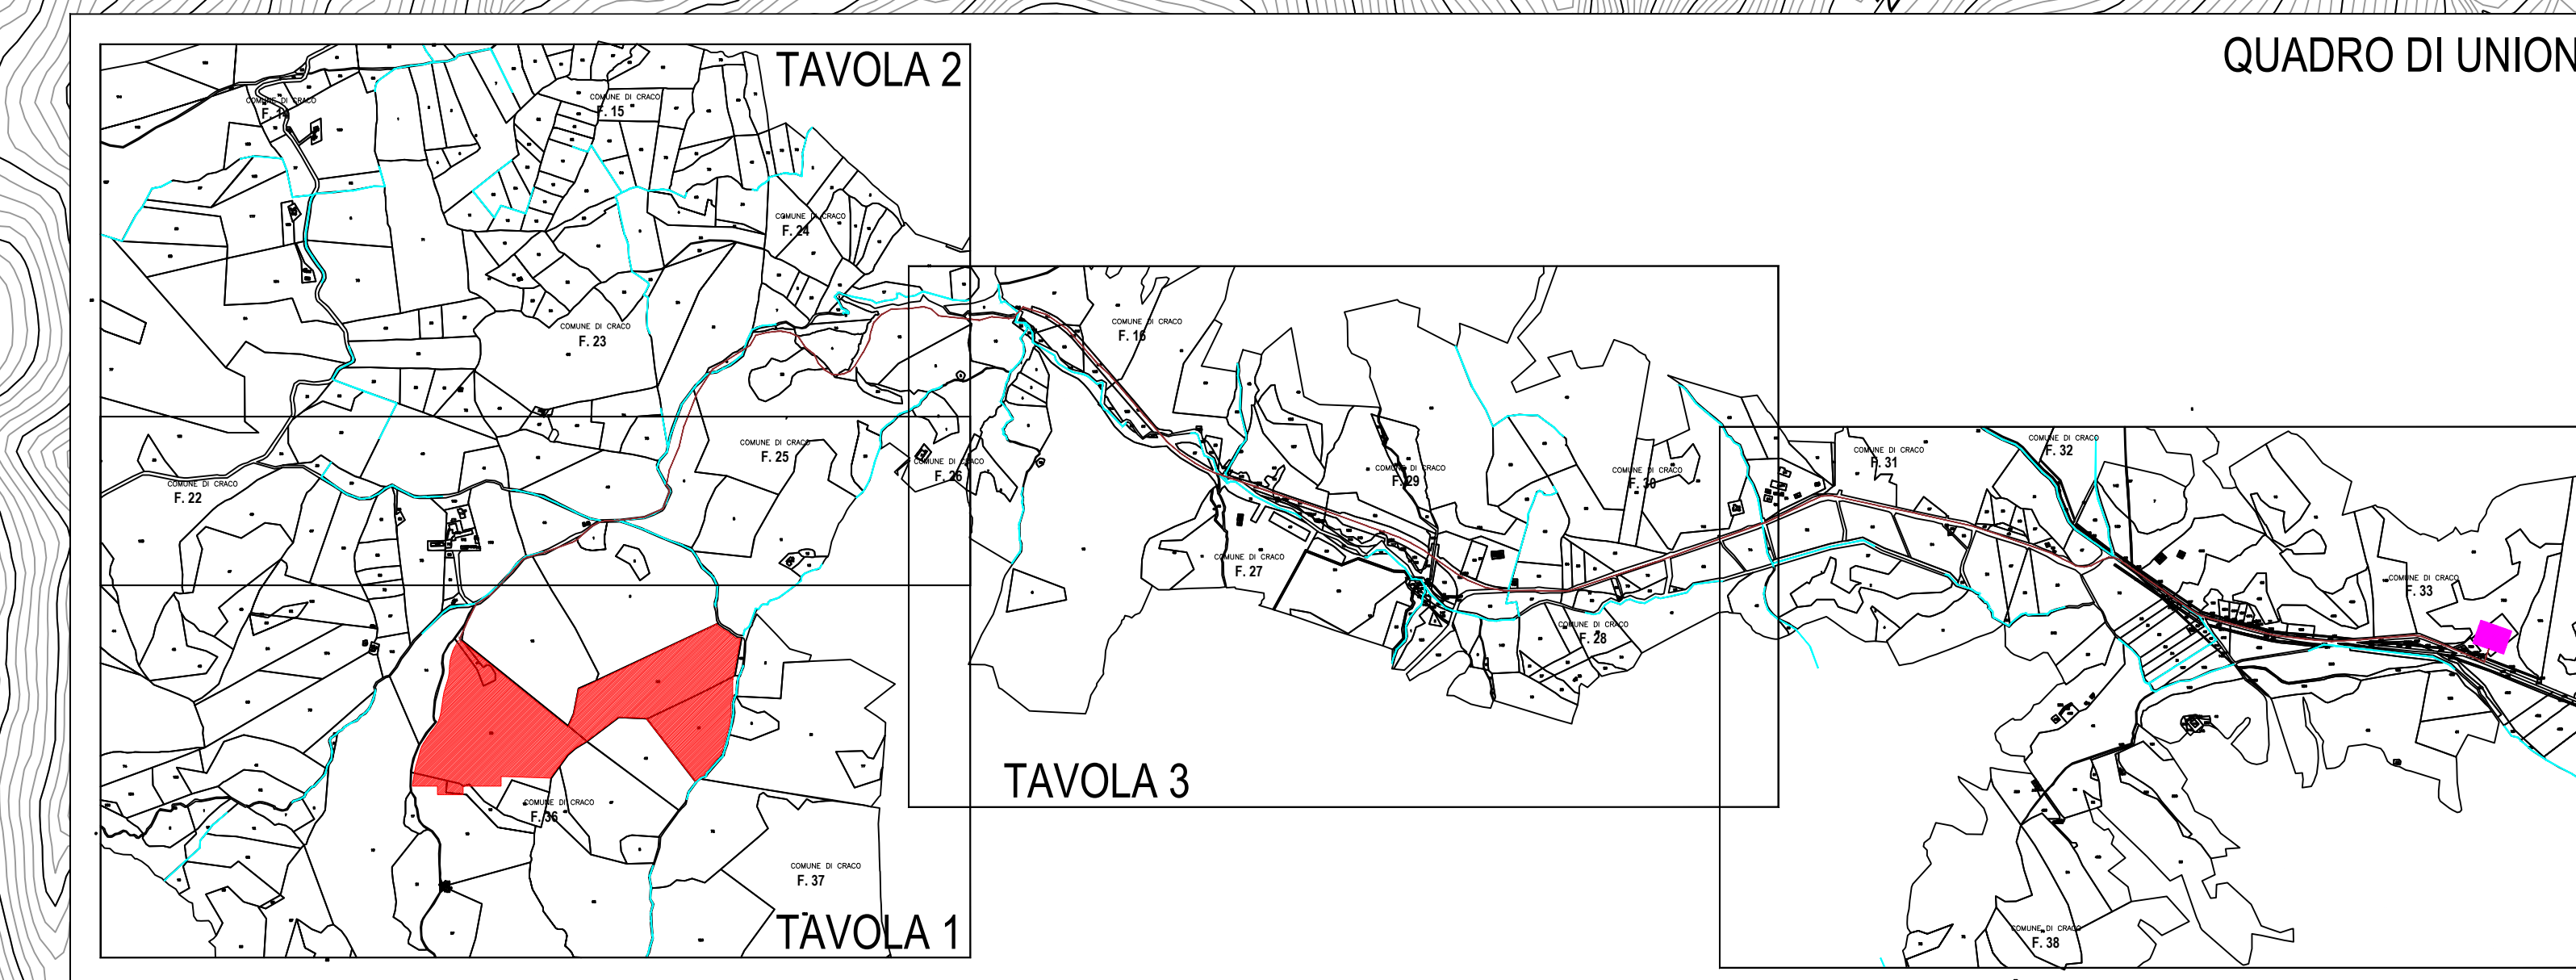 QUADRO DI UNION
TAVOLA 2
COMUNE DI CRACO
F. 14
COMUNE DI CRACO
F. 15
COMUNE DI CRACO
F. 24
COMUNE DI CRACO
F. 23
COMUNE DI CRACO
F. 25
COMUNE DI CRACO
F. 22
COMUNE DI CRACO
F. 26
COMUNE DI CRACO
F. 36
COMUNE DI CRACO
F. 37
TAVOLA 1
COMUNE DI CRACO
F. 16
COMUNE DI CRACO
F. 29
COMUNE DI CRACO
F. 30
COMUNE DI CRACO
F. 27
COMUNE DI CRACO
F. 28
TAVOLA 3
COMUNE DI CRACO
F. 31
COMUNE DI CRACO
F. 32
COMUNE DI CRACO
F. 33
COMUNE DI CRACO
F. 38